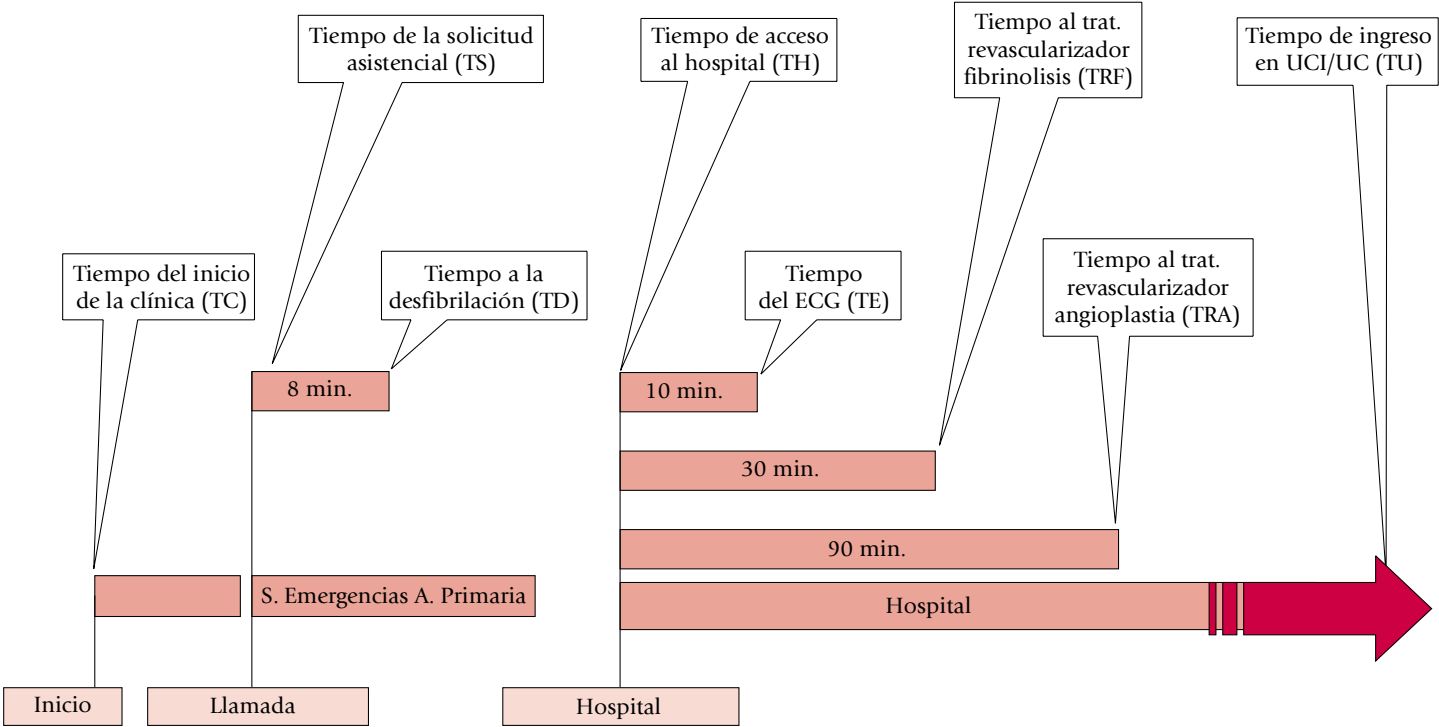 Tiempo de la solicitud
asistencial (TS)
Tiempo de acceso
al hospital (TH)
Tiempo al trat.
revascularizador
fibrinolisis (TRF)
Tiempo de ingreso
en UCI/UC (TU)
Tiempo del inicio
de la clínica (TC)
Tiempo a la
desfibrilación (TD)
Tiempo
del ECG (TE)
Tiempo al trat.
revascularizador
angioplastia (TRA)
8 min.
10 min.
30 min.
90 min.
S. Emergencias A. Primaria
Hospital
Inicio
Llamada
Hospital